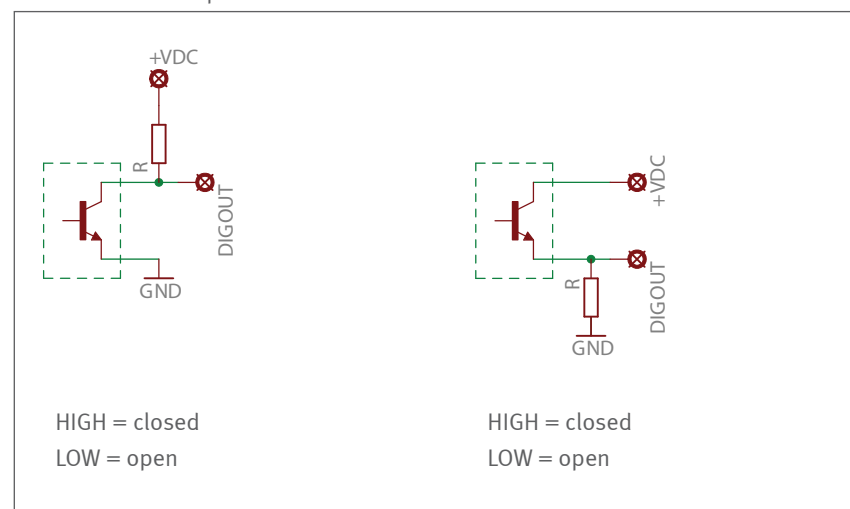 +VDC
R
DIGOUT
GND
HIGH = closed
LOW = open
+VDC
DIGOUT
R
GND
HIGH = closed
LOW = open